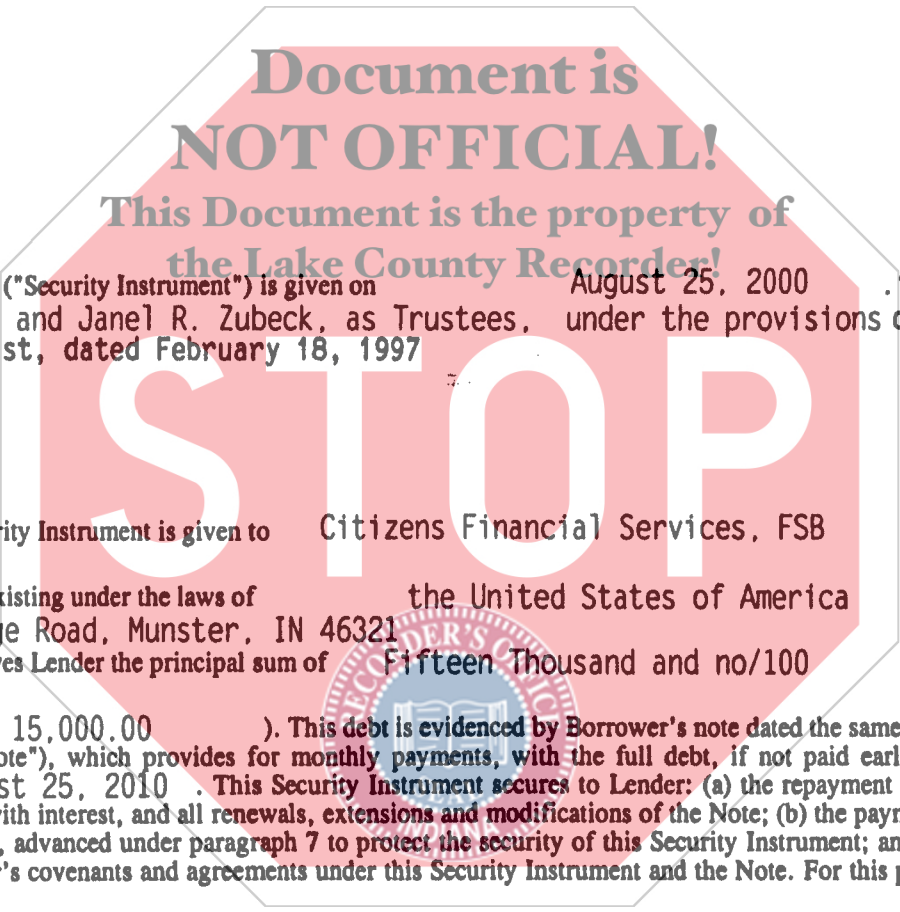 Document is
NOT OFFICIAL!
This Document is the property of
the Lake County Recorder!
("Security Instrument") is given on August 25, 2000 .
and Janel R. Zubeck, as Trustees, under the provisions
st, dated February 18, 1997
STOP
rity Instrument is given to Citizens Financial Services, FSB
xisting under the laws of the United States of America
ge Road, Munster, IN 46321
es Lender the principal sum of Fifteen Thousand and no/100
15,000.00 ). This debt is evidenced by Borrower's note dated the same
ote"), which provides for monthly payments, with the full debt, if not paid earl
st 25, 2010 . This Security Instrument secures to Lender: (a) the repayment
vith interest, and all renewals, extensions and modifications of the Note; (b) the payr
, advanced under paragraph 7 to protect the security of this Security Instrument; an
r's covenants and agreements under this Security Instrument and the Note. For this p
RECORDER'S OFFICE
INDIANA